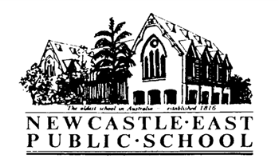 The oldest school in Australia - established 1816
NEWCASTLE·EAST
PUBLIC·SCHOOL